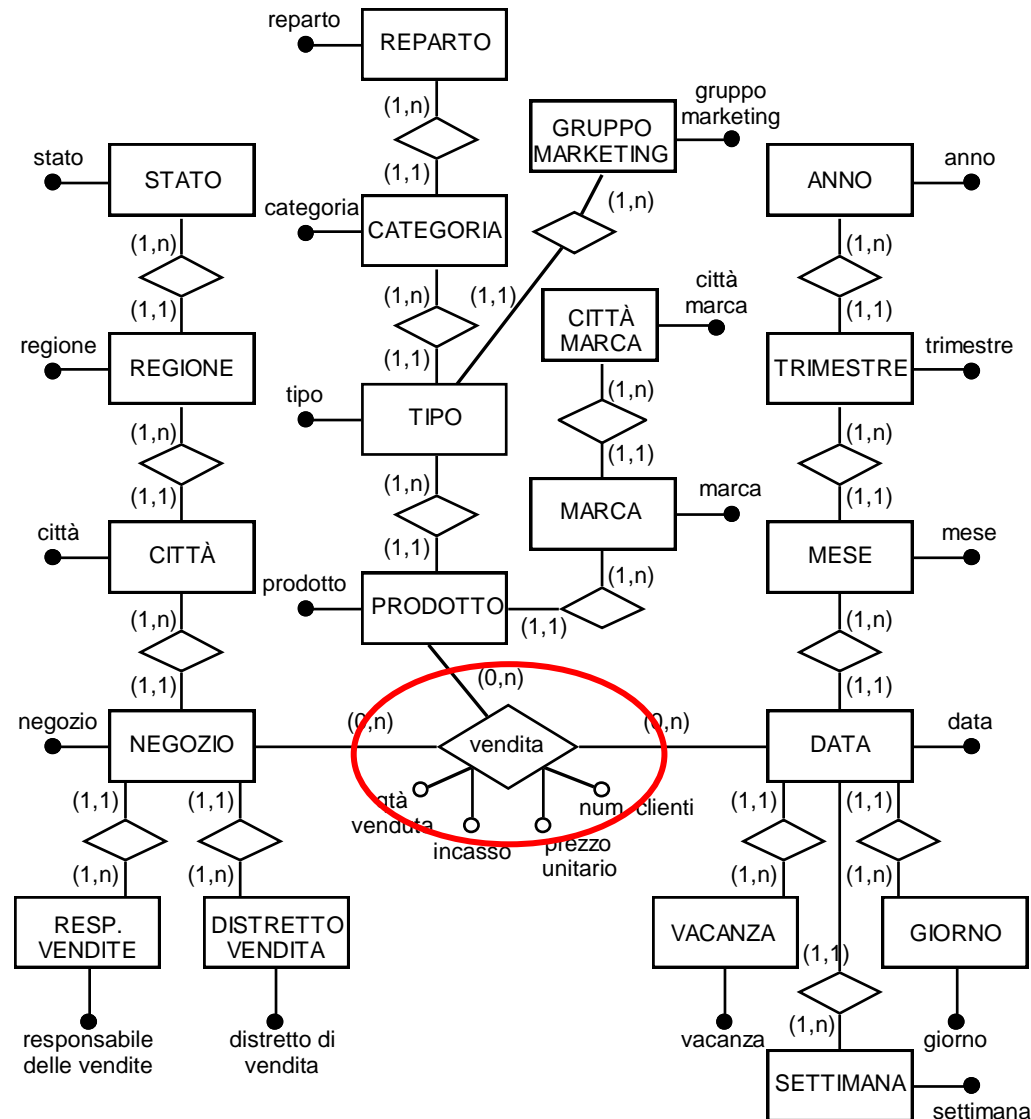 reparto
REPARTO
(1,n)
(1,1)
categoria
CATEGORIA
(1,n)
(1,1)
tipo
TIPO
(1,n)
(1,1)
prodotto
PRODOTTO
(0,n)
gruppo
marketing
GRUPPO
MARKETING
(1,n)
(1,1)
città
marca
CITTÀ
MARCA
(1,n)
(1,1)
marca
MARCA
(1,n)
(1,1)
stato
STATO
(1,n)
(1,1)
regione
REGIONE
(1,n)
(1,1)
città
CITTÀ
(1,n)
(1,1)
negozio
NEGOZIO
(0,n)
vendita
(0,n)
qtà
venduta
incasso
prezzo
unitario
num. clienti
anno
ANNO
(1,n)
(1,1)
trimestre
TRIMESTRE
(1,n)
(1,1)
mese
MESE
(1,n)
(1,1)
data
DATA
(1,1)
(1,1)
(1,n)
(1,n)
RESP.
VENDITE
DISTRETTO
VENDITA
responsabile
delle vendite
distretto di
vendita
(1,1)
(1,1)
(1,n)
(1,n)
VACANZA
GIORNO
(1,1)
(1,n)
vacanza
giorno
SETTIMANA
settimana